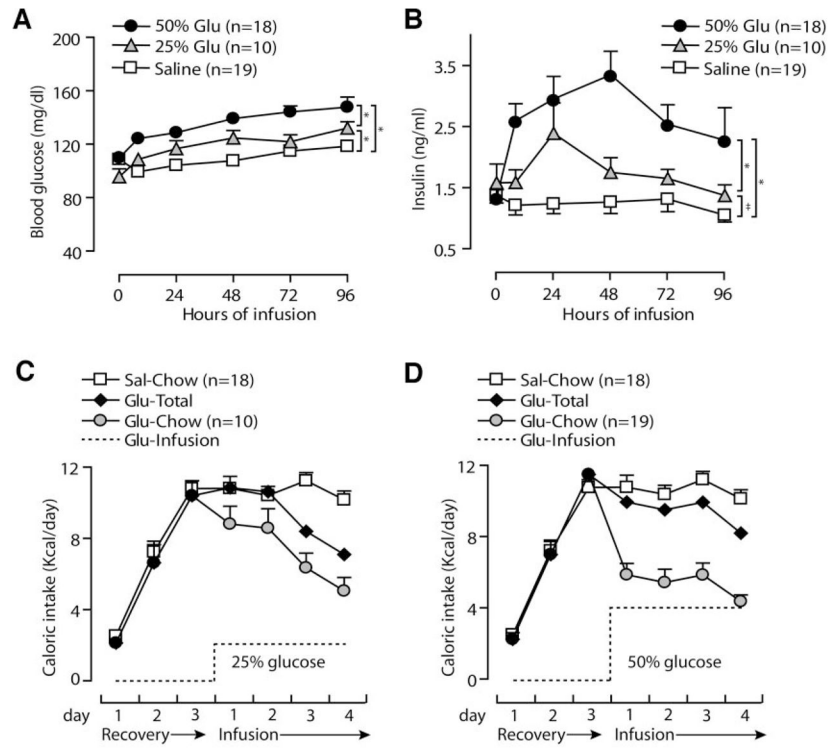 A
50% Glu (n=18)
25% Glu (n=10)
Saline (n=19)
Blood glucose (mg/dl)
200
160
120
80
40
*
*
*
0 24 48 72 96
Hours of infusion
B
50% Glu (n=18)
25% Glu (n=10)
Saline (n=19)
Insulin (ng/ml)
3.5
2.5
1.5
0.5
*
‡
*
0 24 48 72 96
Hours of infusion
C
Sal-Chow (n=18)
Glu-Total
Glu-Chow (n=10)
Glu-Infusion
Caloric intake (Kcal/day)
12
8
4
0
25% glucose
day 1 2 3 1 2 3 4
Recovery Infusion
D
Sal-Chow (n=18)
Glu-Total
Glu-Chow (n=19)
Glu-Infusion
Caloric intake (Kcal/day)
12
8
4
0
50% glucose
day 1 2 3 1 2 3 4
Recovery Infusion